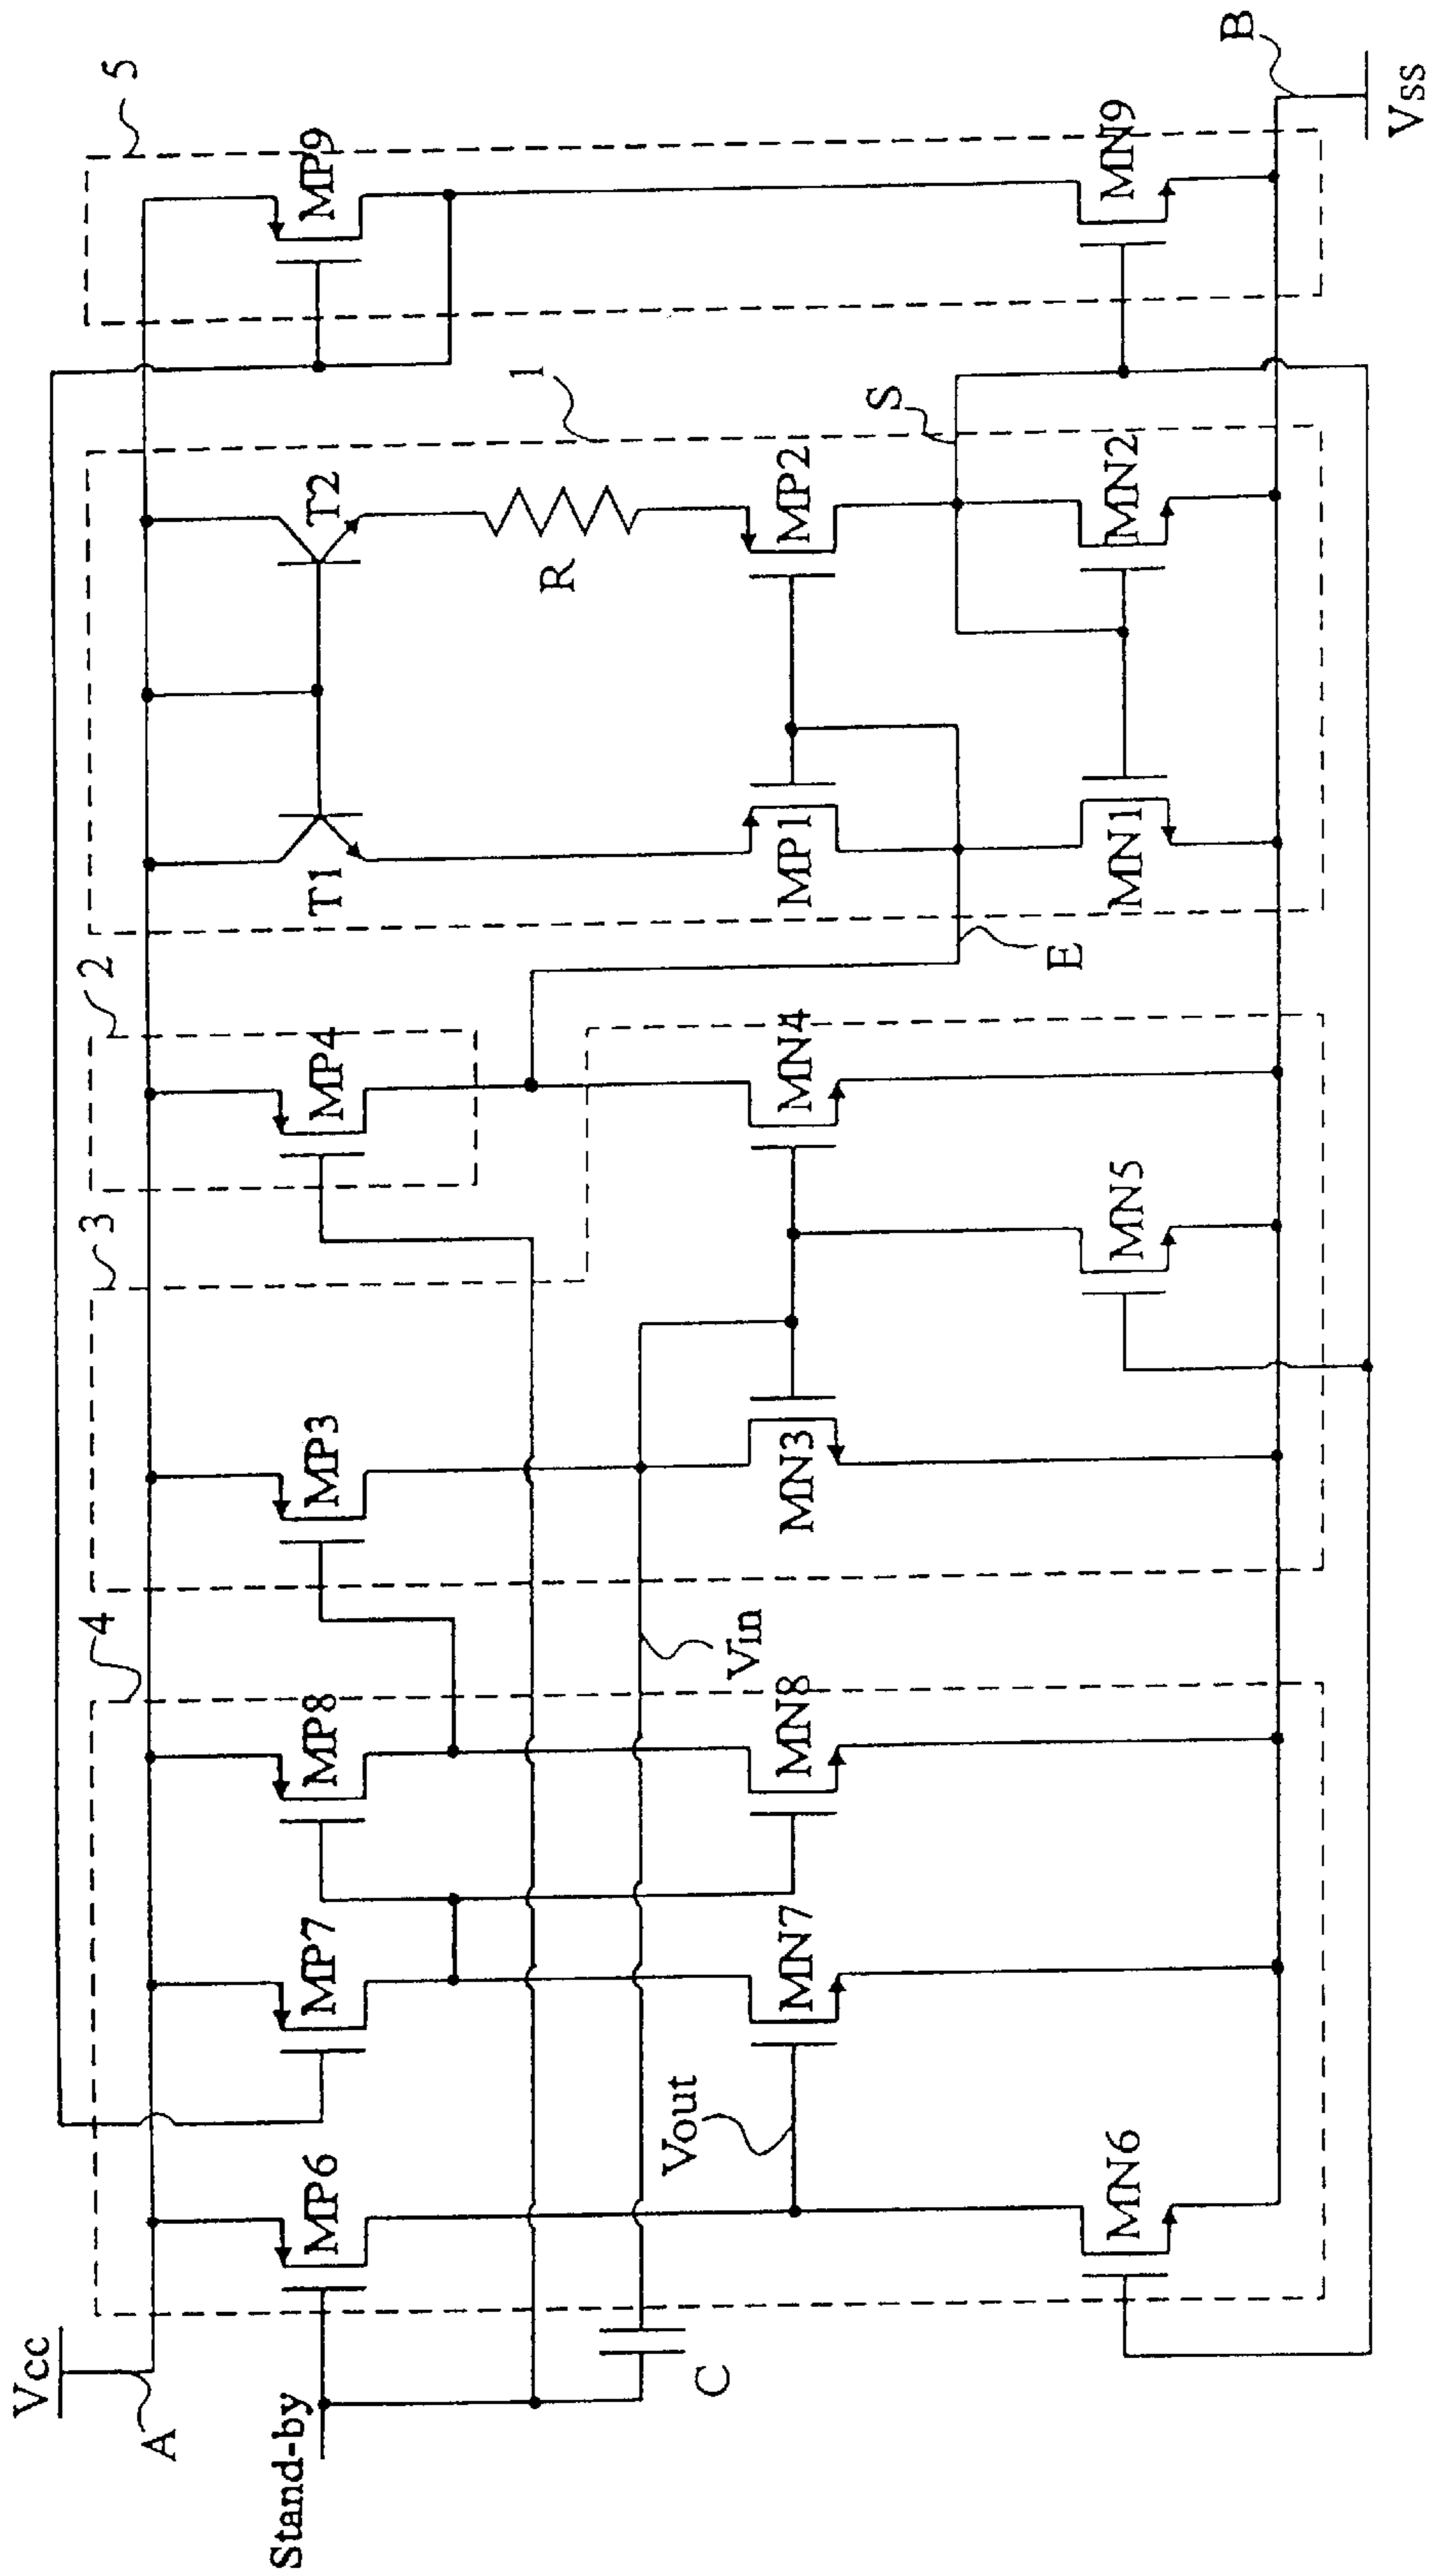 Vcc
A
Stand-by
C
4
3
2
1
5
MP6
MP7
MP8
MP3
MP4
T1
T2
MP9
R
Vout
Vin
MN7
MN8
MN3
MN4
MP1
MP2
S
E
MN6
MN5
MN1
MN2
MN9
B
Vss